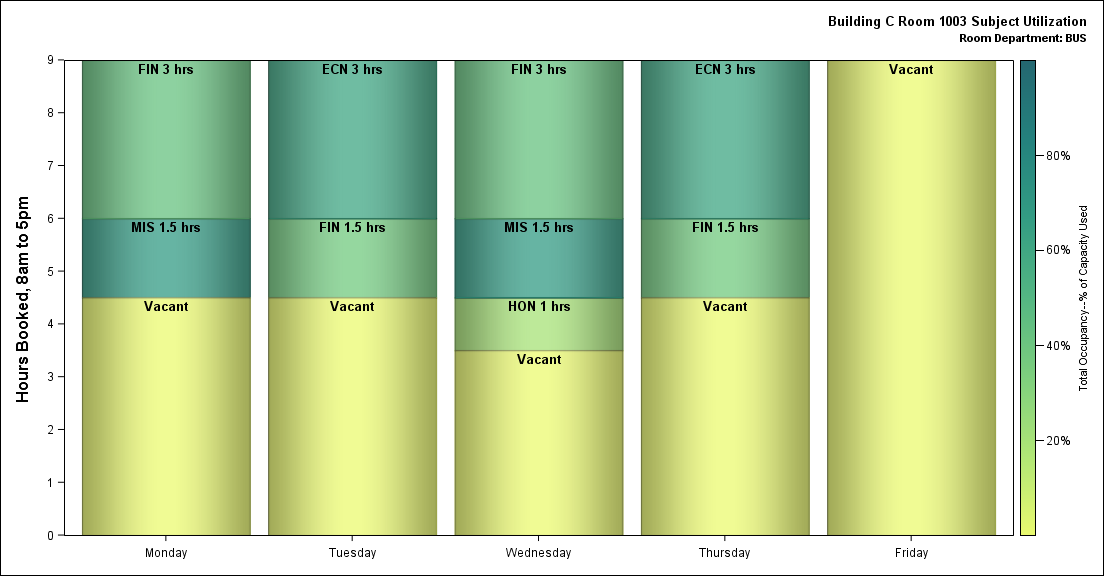 Building C Room 1003 Subject Utilization
Room Department: BUS
Hours Booked, 8am to 5pm
9
8
7
6
5
4
3
2
1
0
FIN 3 hrs
MIS 1.5 hrs
Vacant
ECN 3 hrs
FIN 1.5 hrs
Vacant
FIN 3 hrs
MIS 1.5 hrs
HON 1 hrs
Vacant
ECN 3 hrs
FIN 1.5 hrs
Vacant
Vacant
Monday
Tuesday
Wednesday
Thursday
Friday
80%
60%
40%
20%
Total Occupancy--% of Capacity Used